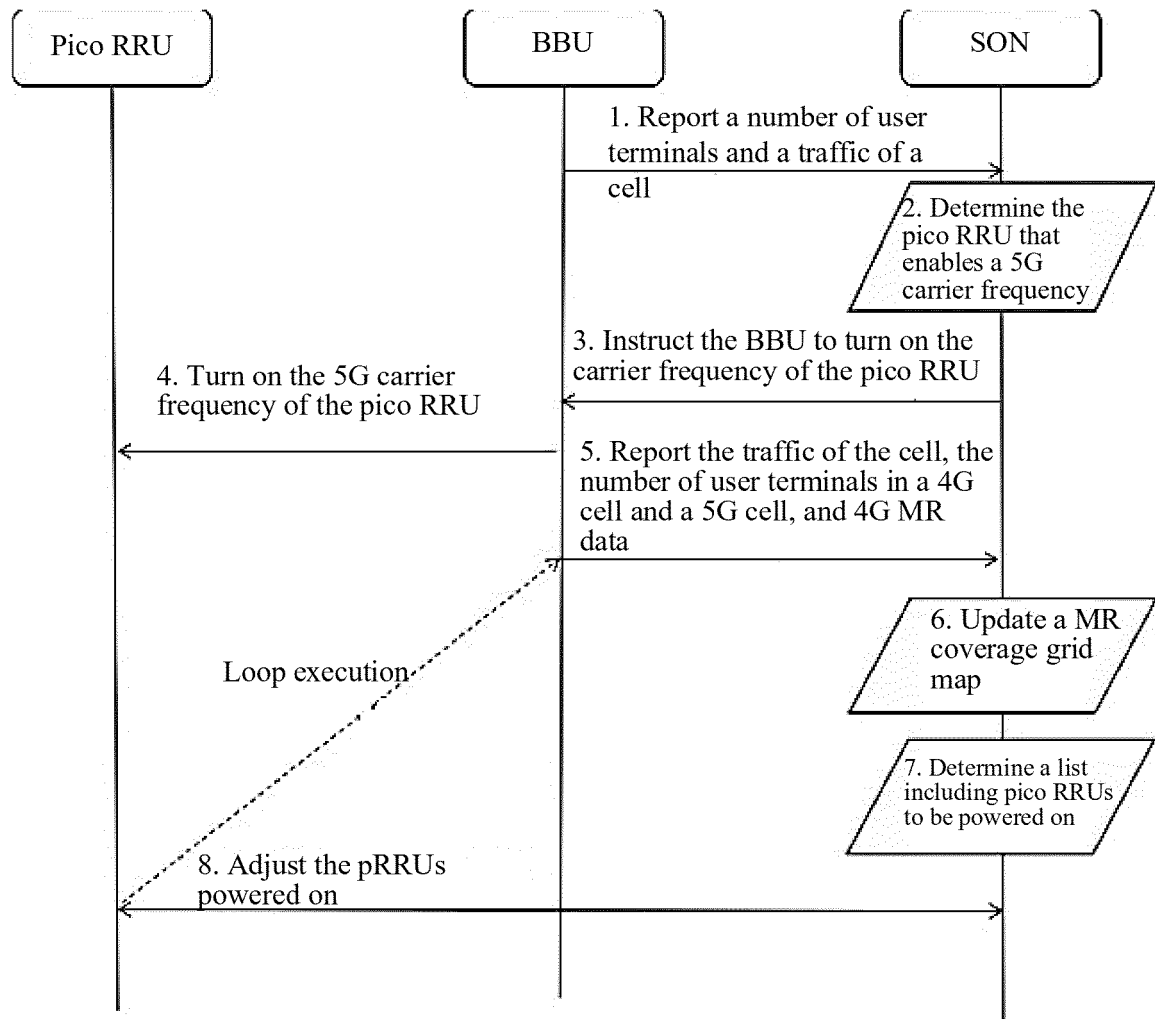 Pico RRU
BBU
SON
1. Report a number of user
terminals and a traffic of a
cell
2. Determine the
pico RRU that
enables a 5G
carrier frequency
3. Instruct the BBU to turn on the
carrier frequency of the pico RRU
4. Turn on the 5G carrier
frequency of the pico RRU
5. Report the traffic of the cell, the
number of user terminals in a 4G
cell and a 5G cell, and 4G MR
data
6. Update a MR
coverage grid
map
Loop execution
7. Determine a list
including pico RRUs
to be powered on
8. Adjust the pRRUs
powered on